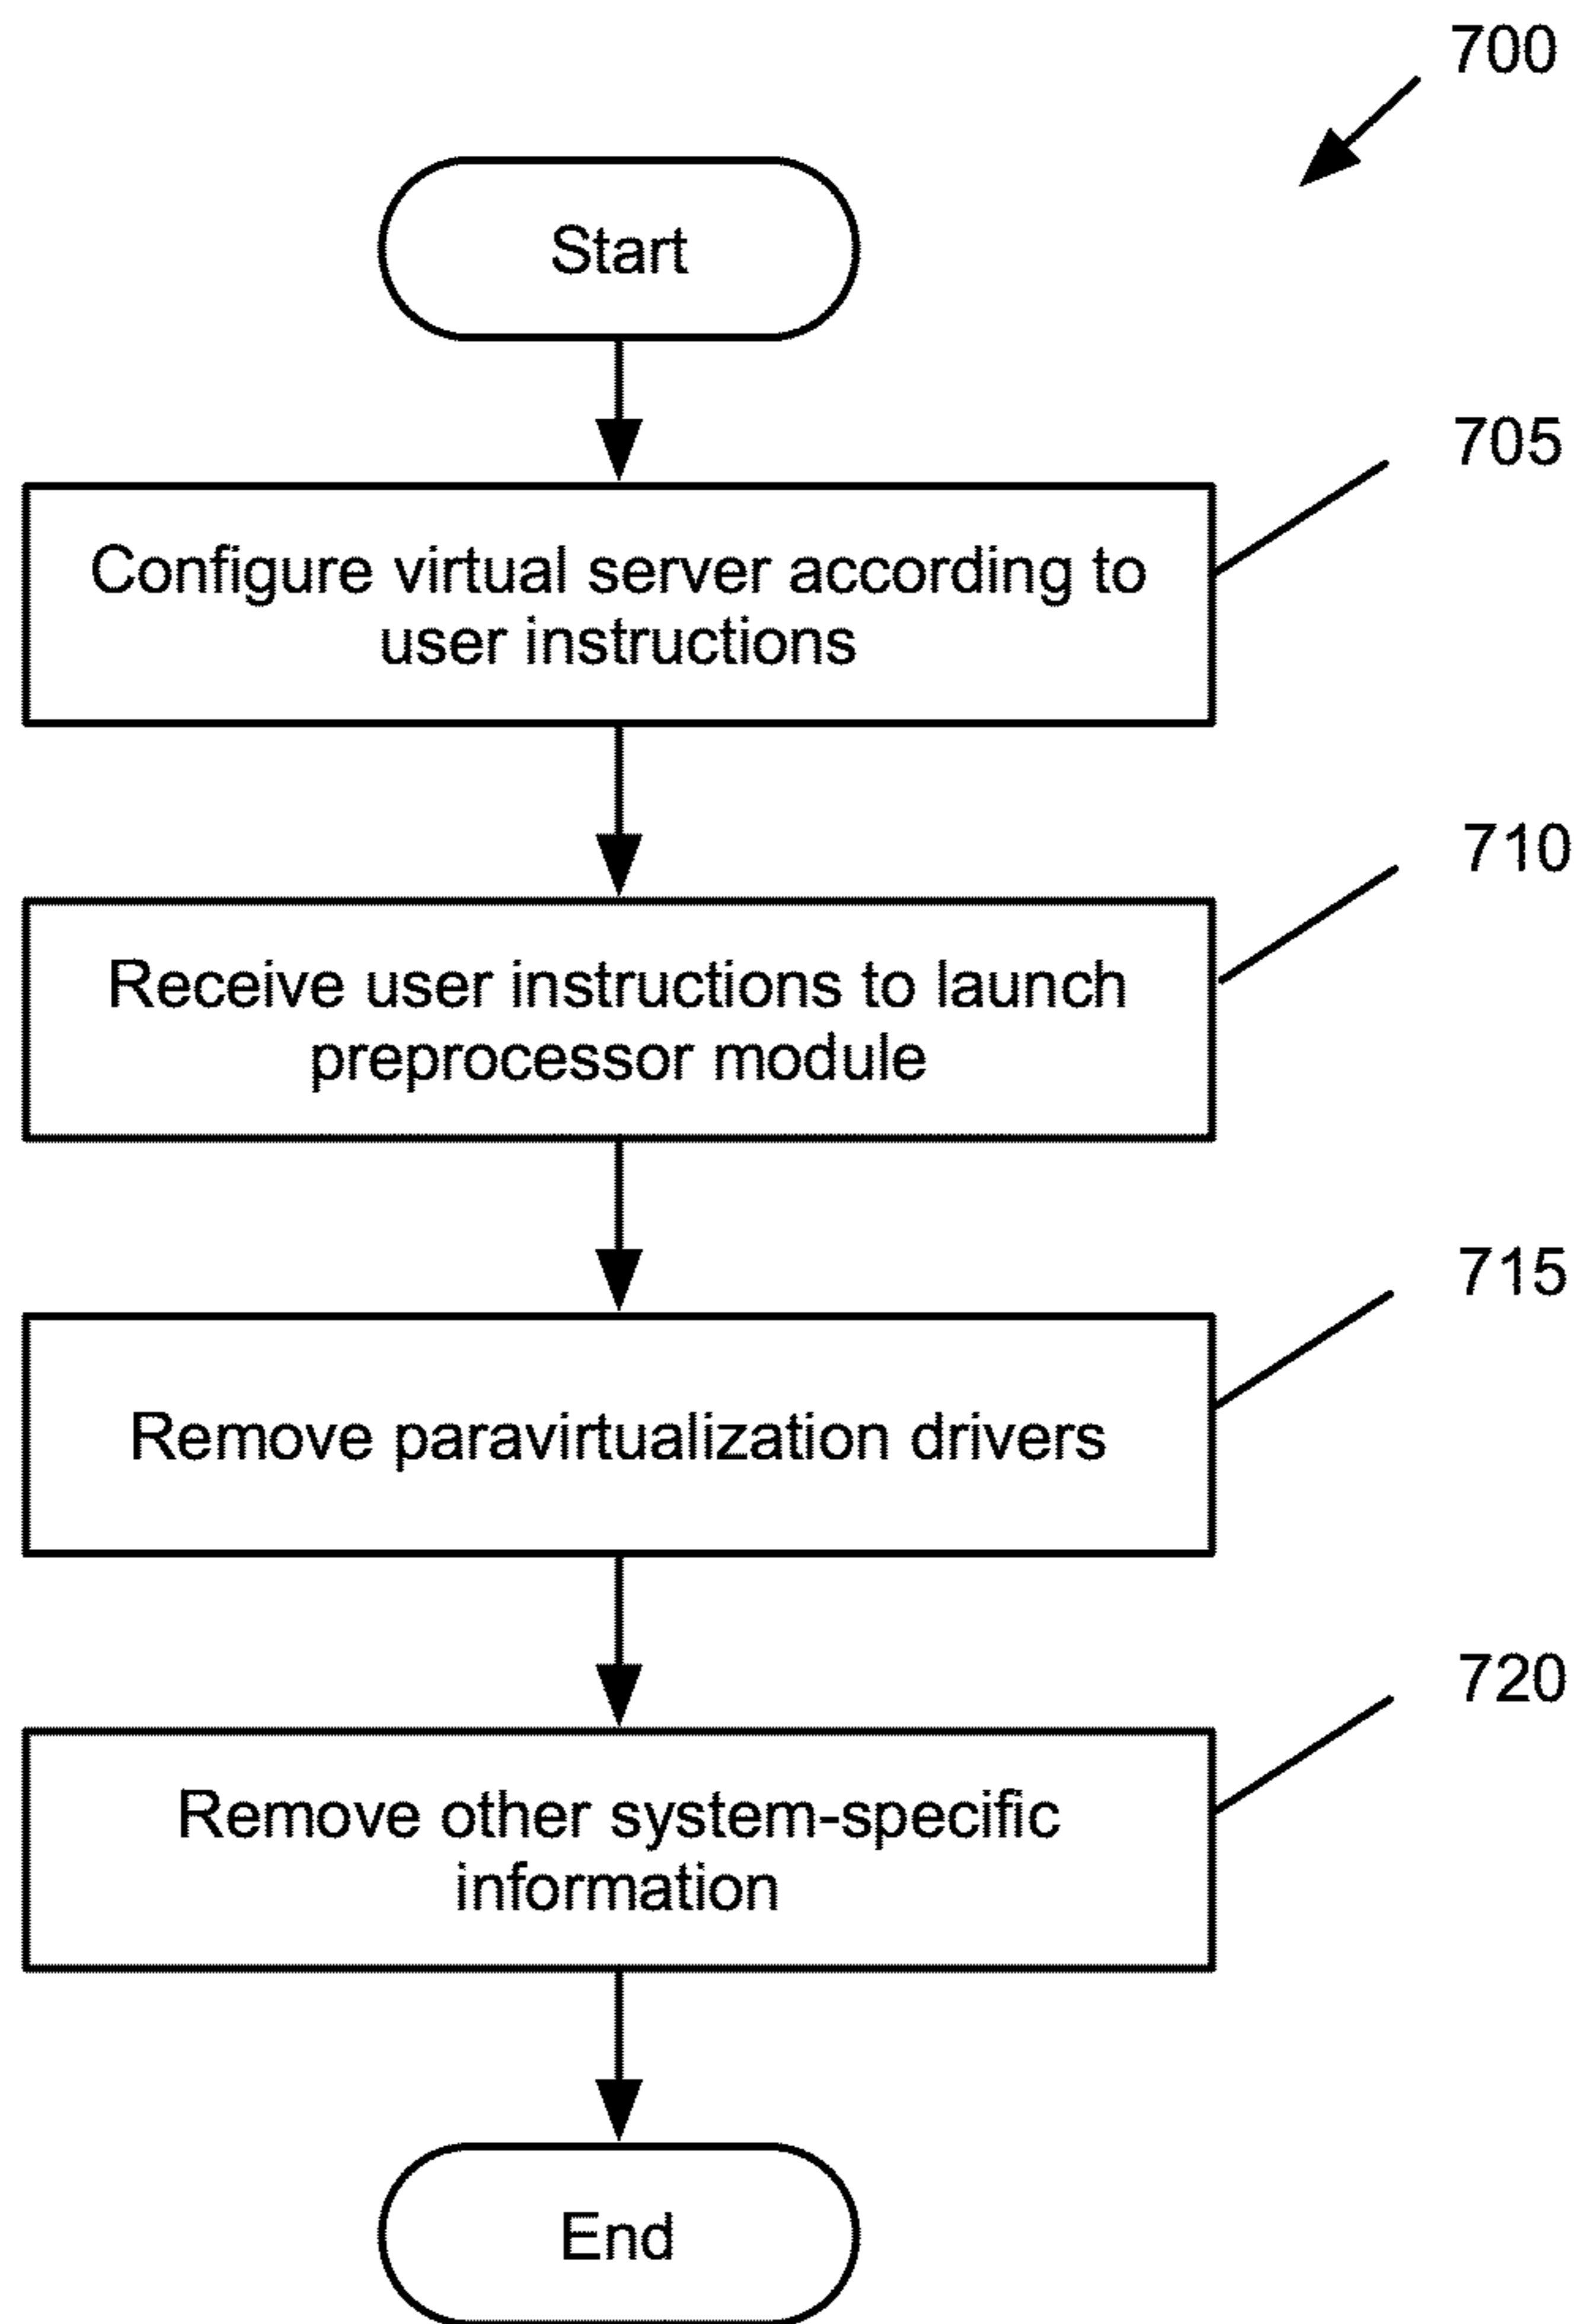 700
Start
705
Configure virtual server according to
user instructions
710
Receive user instructions to launch
preprocessor module
715
Remove paravirtualization drivers
720
Remove other system-specific
information
End